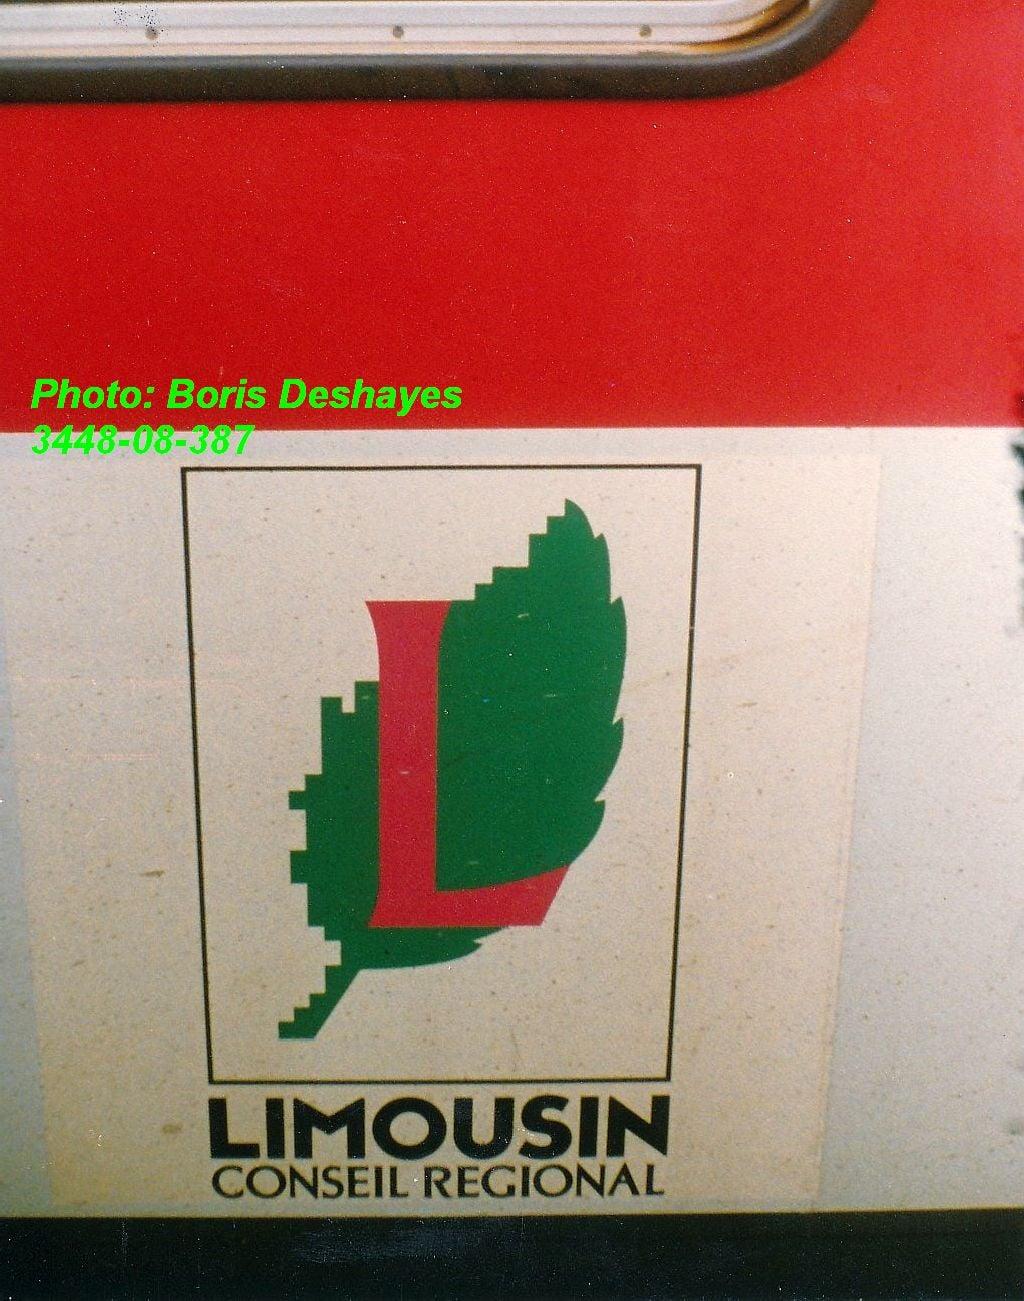 Photo: Boris Deshayes
3448-08-387
L
LIMOUSIN
CONSEIL REGIONAL